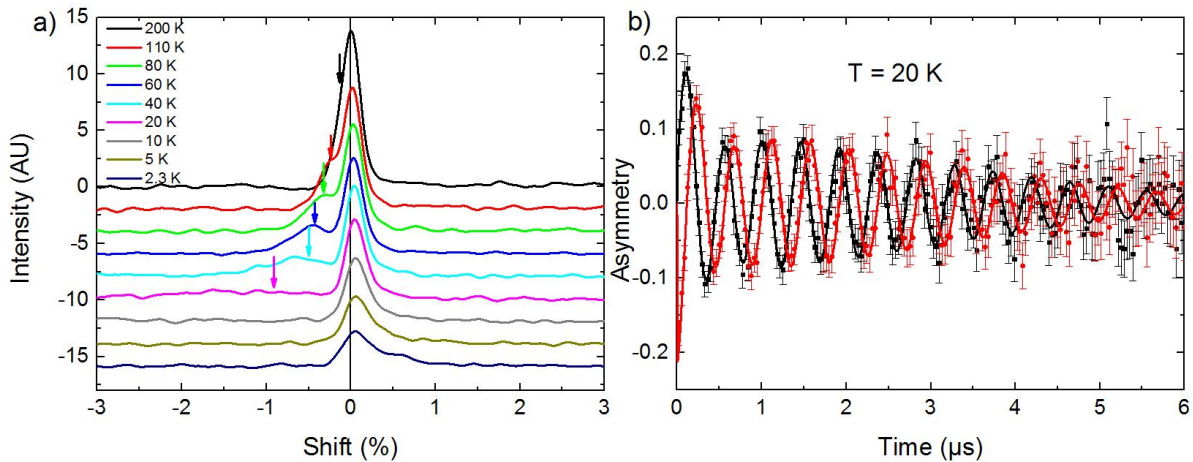 a)
Intensity (AU)
15
10
5
0
-5
-10
-15
200 K
110 K
80 K
60 K
40 K
20 K
10 K
5 K
2.3 K
-3 -2 -1 0 1 2 3
Shift (%)
b)
Asymmetry
0.2
0.1
0.0
-0.1
-0.2
T = 20 K
0 1 2 3 4 5 6
Time (µs)